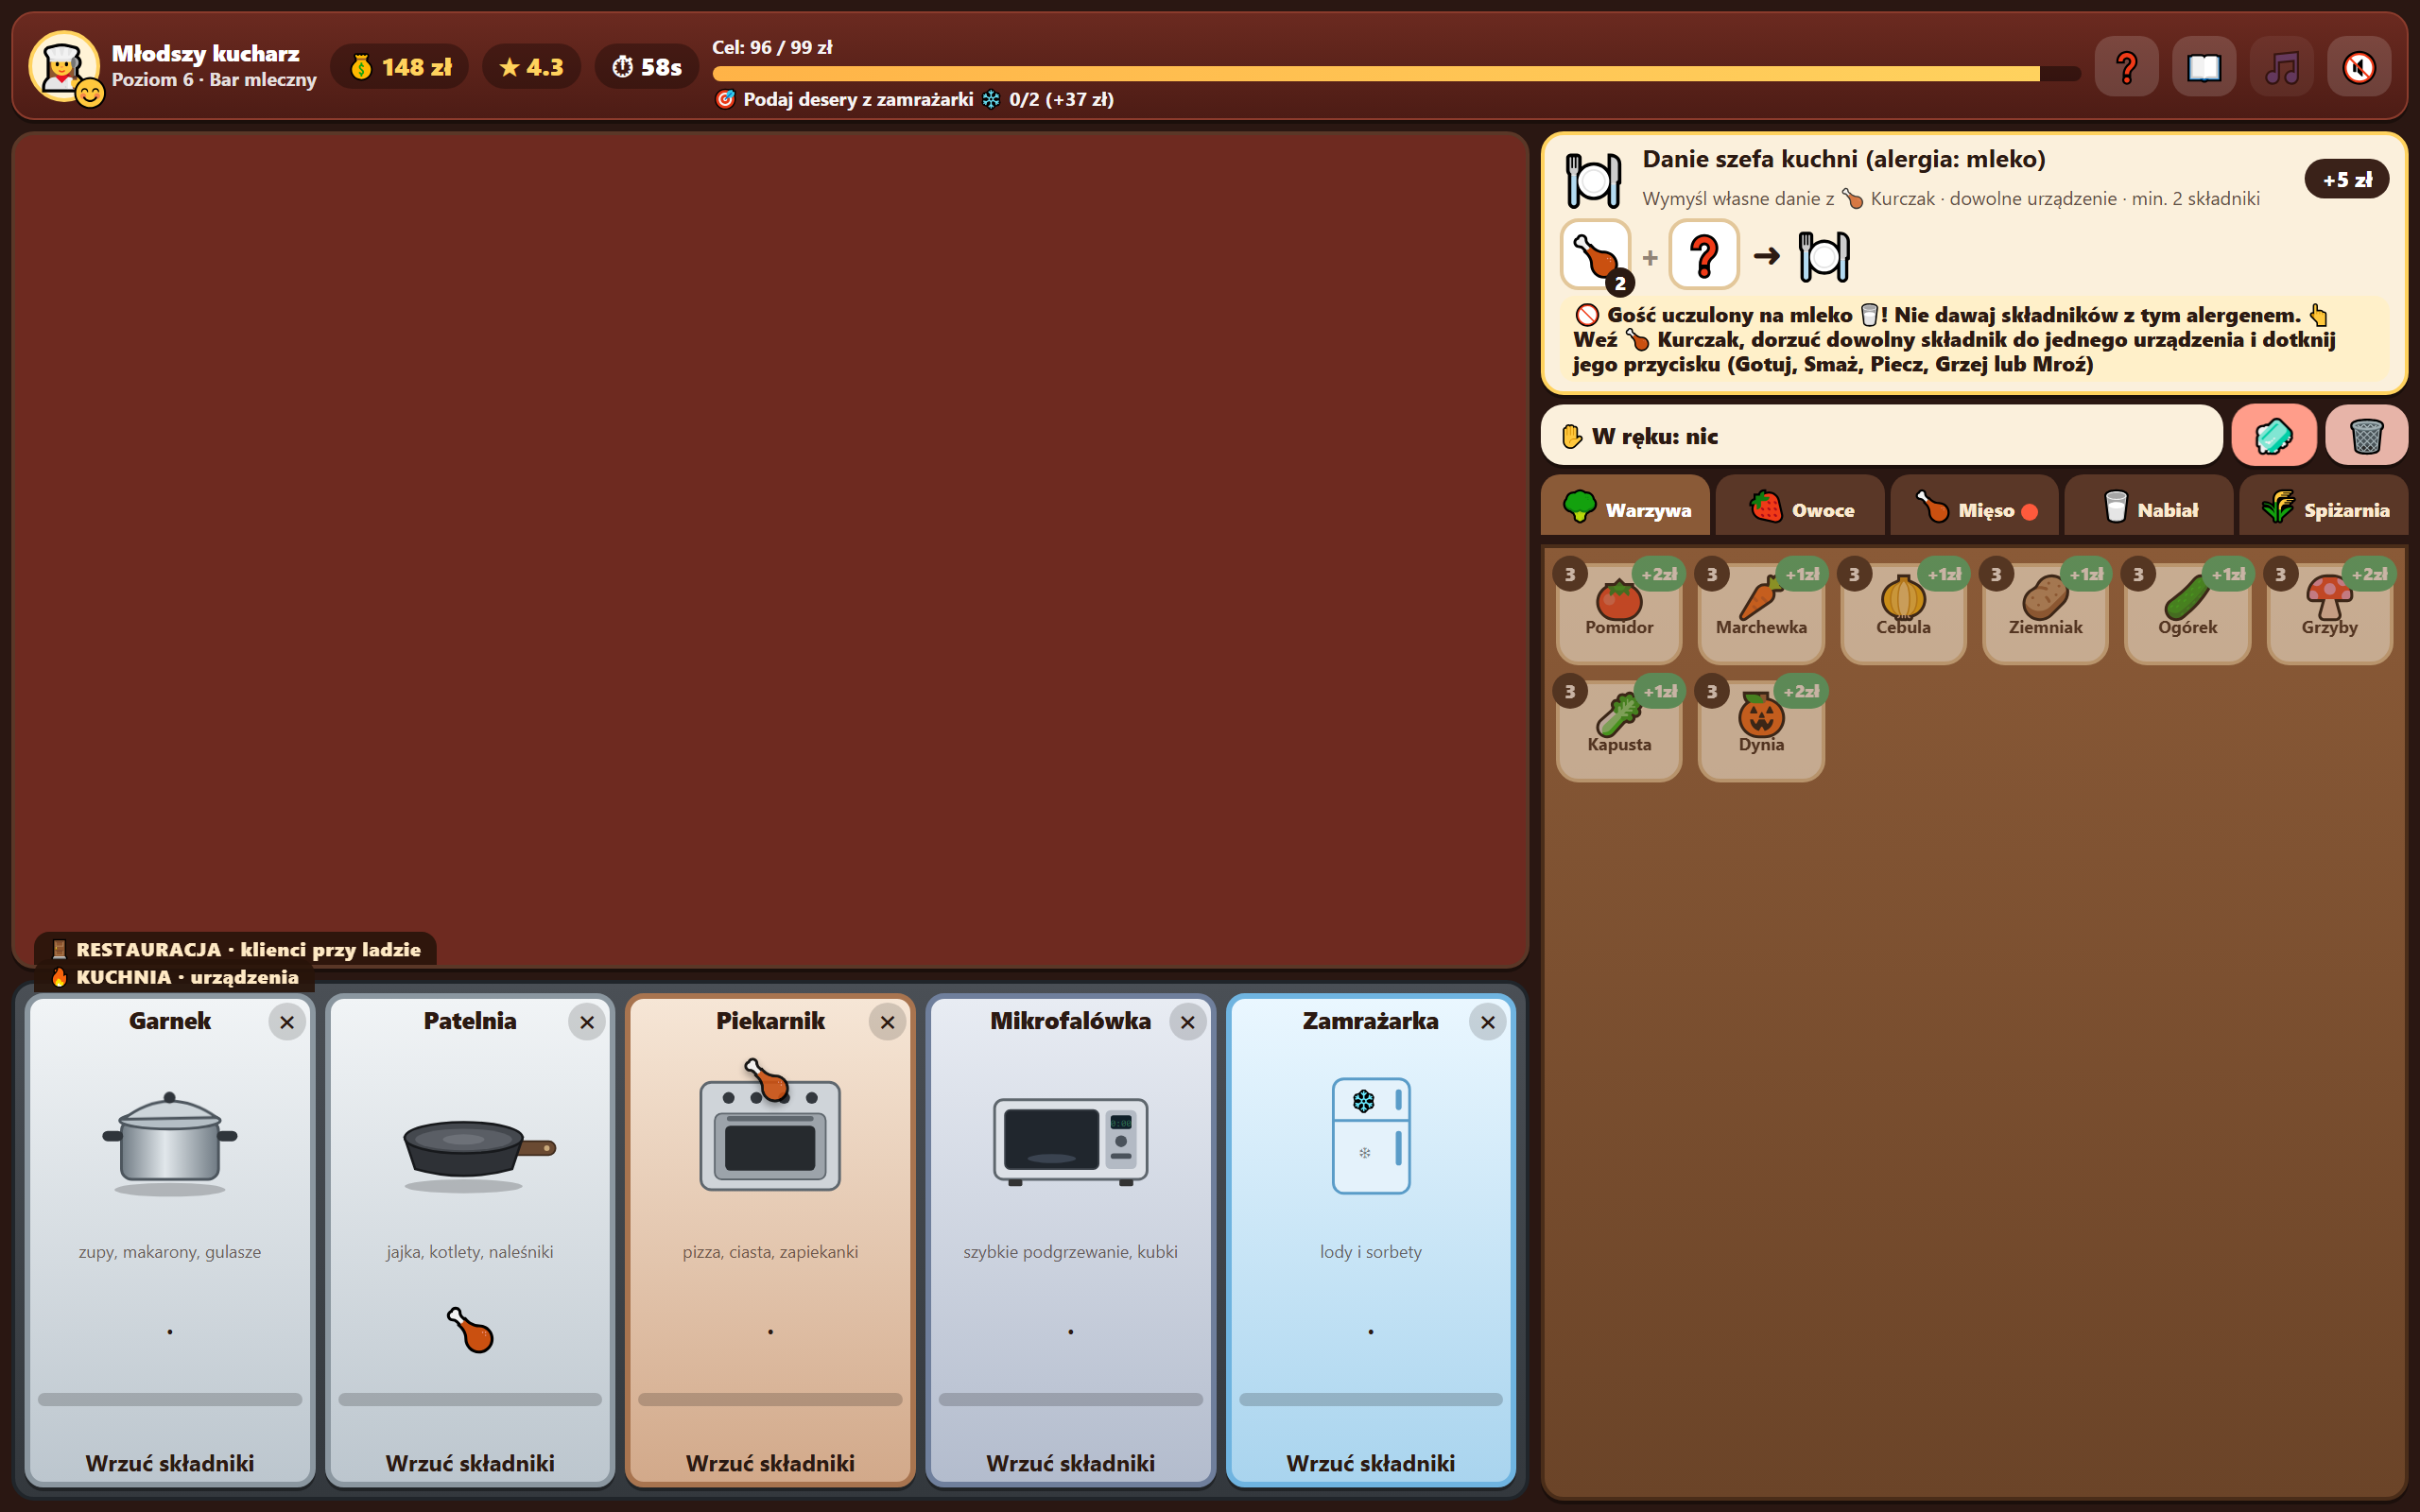 Młodszy kucharz
Poziom 6 · Bar mleczny
148 zł
★ 4.3
58s
Cel: 96 / 99 zł
Podaj desery z zamrażarki 0/2 (+37 zł)
Danie szefa kuchni (alergia: mleko)
Wymyśl własne danie z Kurczak · dowolne urządzenie · min. 2 składniki
+5 zł
2
+
→
Gość uczulony na mleko! Nie dawaj składników z tym alergenem.
Weź Kurczak, dorzuć dowolny składnik do jednego urządzenia i dotknij
jego przycisku (Gotuj, Smaż, Piecz, Grzej lub Mroź)
W ręku: nic
Warzywa
Owoce
Mięso
Nabiał
Spiżarnia
3 +2zł Pomidor
3 +1zł Marchewka
3 +1zł Cebula
3 +1zł Ziemniak
3 +1zł Ogórek
3 +2zł Grzyby
3 +1zł Kapusta
3 +2zł Dynia
RESTAURACJA · klienci przy ladzie
KUCHNIA · urządzenia
Garnek ✕
zupy, makarony, gulasze
·
Wrzuć składniki
Patelnia ✕
jajka, kotlety, naleśniki
Wrzuć składniki
Piekarnik ✕
pizza, ciasta, zapiekanki
·
Wrzuć składniki
Mikrofalówka ✕
0:00
szybkie podgrzewanie, kubki
·
Wrzuć składniki
Zamrażarka ✕
lody i sorbety
·
Wrzuć składniki